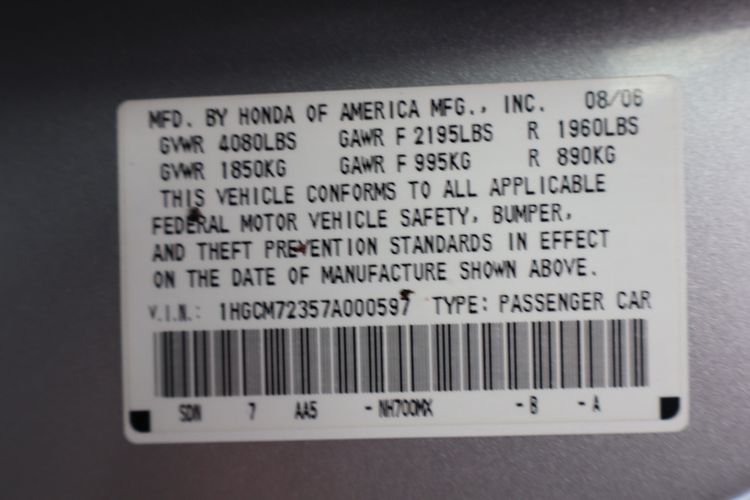 MFD. BY HONDA OF AMERICA MFG., INC. 08/06
GVWR 4080LBS GAWR F 2195LBS R 1960LBS
GVWR 1850KG GAWR F 995KG R 890KG
THIS VEHICLE CONFORMS TO ALL APPLICABLE
FEDERAL MOTOR VEHICLE SAFETY, BUMPER,
AND THEFT PREVENTION STANDARDS IN EFFECT
ON THE DATE OF MANUFACTURE SHOWN ABOVE.
V.I.N.: 1HGCM72357A000597 TYPE: PASSENGER CAR
SDN 7 AA5 -NH700MX -B -A